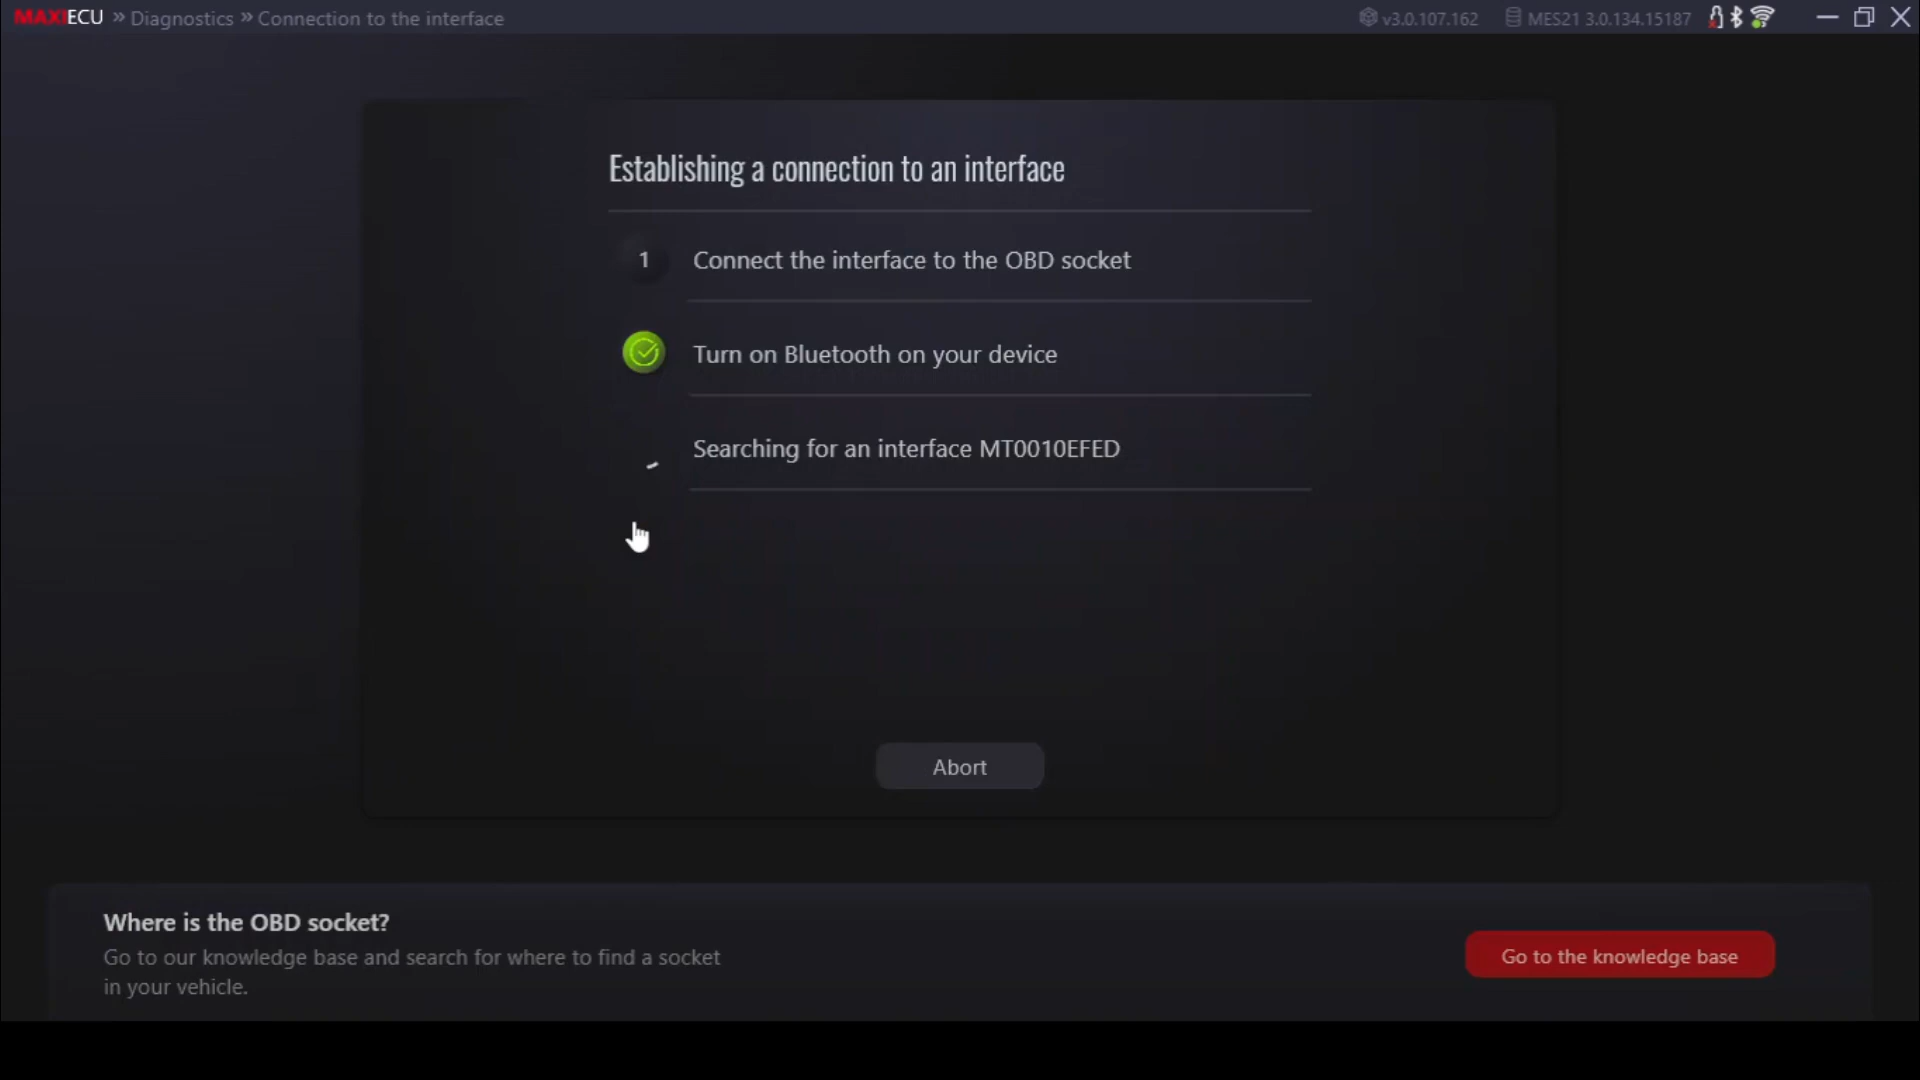 MAXIECU » Diagnostics » Connection to the interface
v3.0.107.162 MES21 3.0.134.15187
Establishing a connection to an interface
1 Connect the interface to the OBD socket
Turn on Bluetooth on your device
Searching for an interface MT0010EFED
Abort
Where is the OBD socket?
Go to our knowledge base and search for where to find a socket
in your vehicle.
Go to the knowledge base